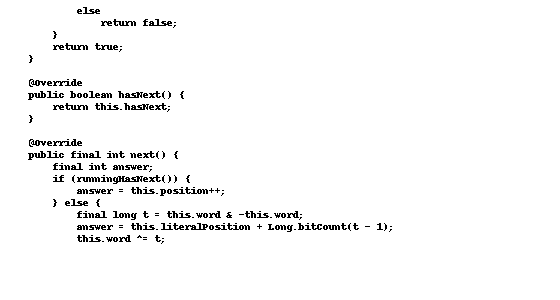 else
return false;
}
return true;
}
@Override
public boolean hasNext() {
return this.hasNext;
}
@Override
public final int next() {
final int answer;
if (runningHasNext()) {
answer = this.position++;
} else {
final long t = this.word & -this.word;
answer = this.literalPosition + Long.bitCount(t - 1);
this.word ^= t;